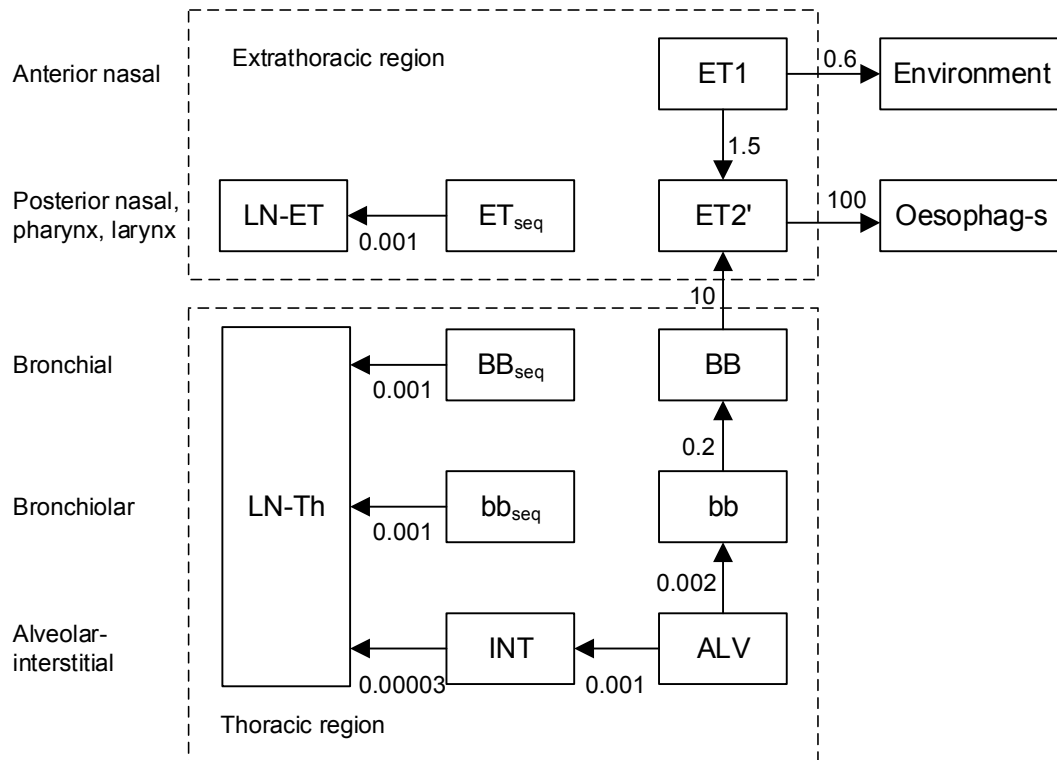 Extrathoracic region
Anterior nasal
ET1
0.6
Environment
1.5
Posterior nasal,
pharynx, larynx
LN-ET
0.001
ETseq
ET2'
100
Oesophag-s
10
Bronchial
0.001
BBseq
BB
0.2
Bronchiolar
LN-Th
0.001
bbseq
bb
0.002
Alveolar-
interstitial
0.00003
INT
0.001
ALV
Thoracic region